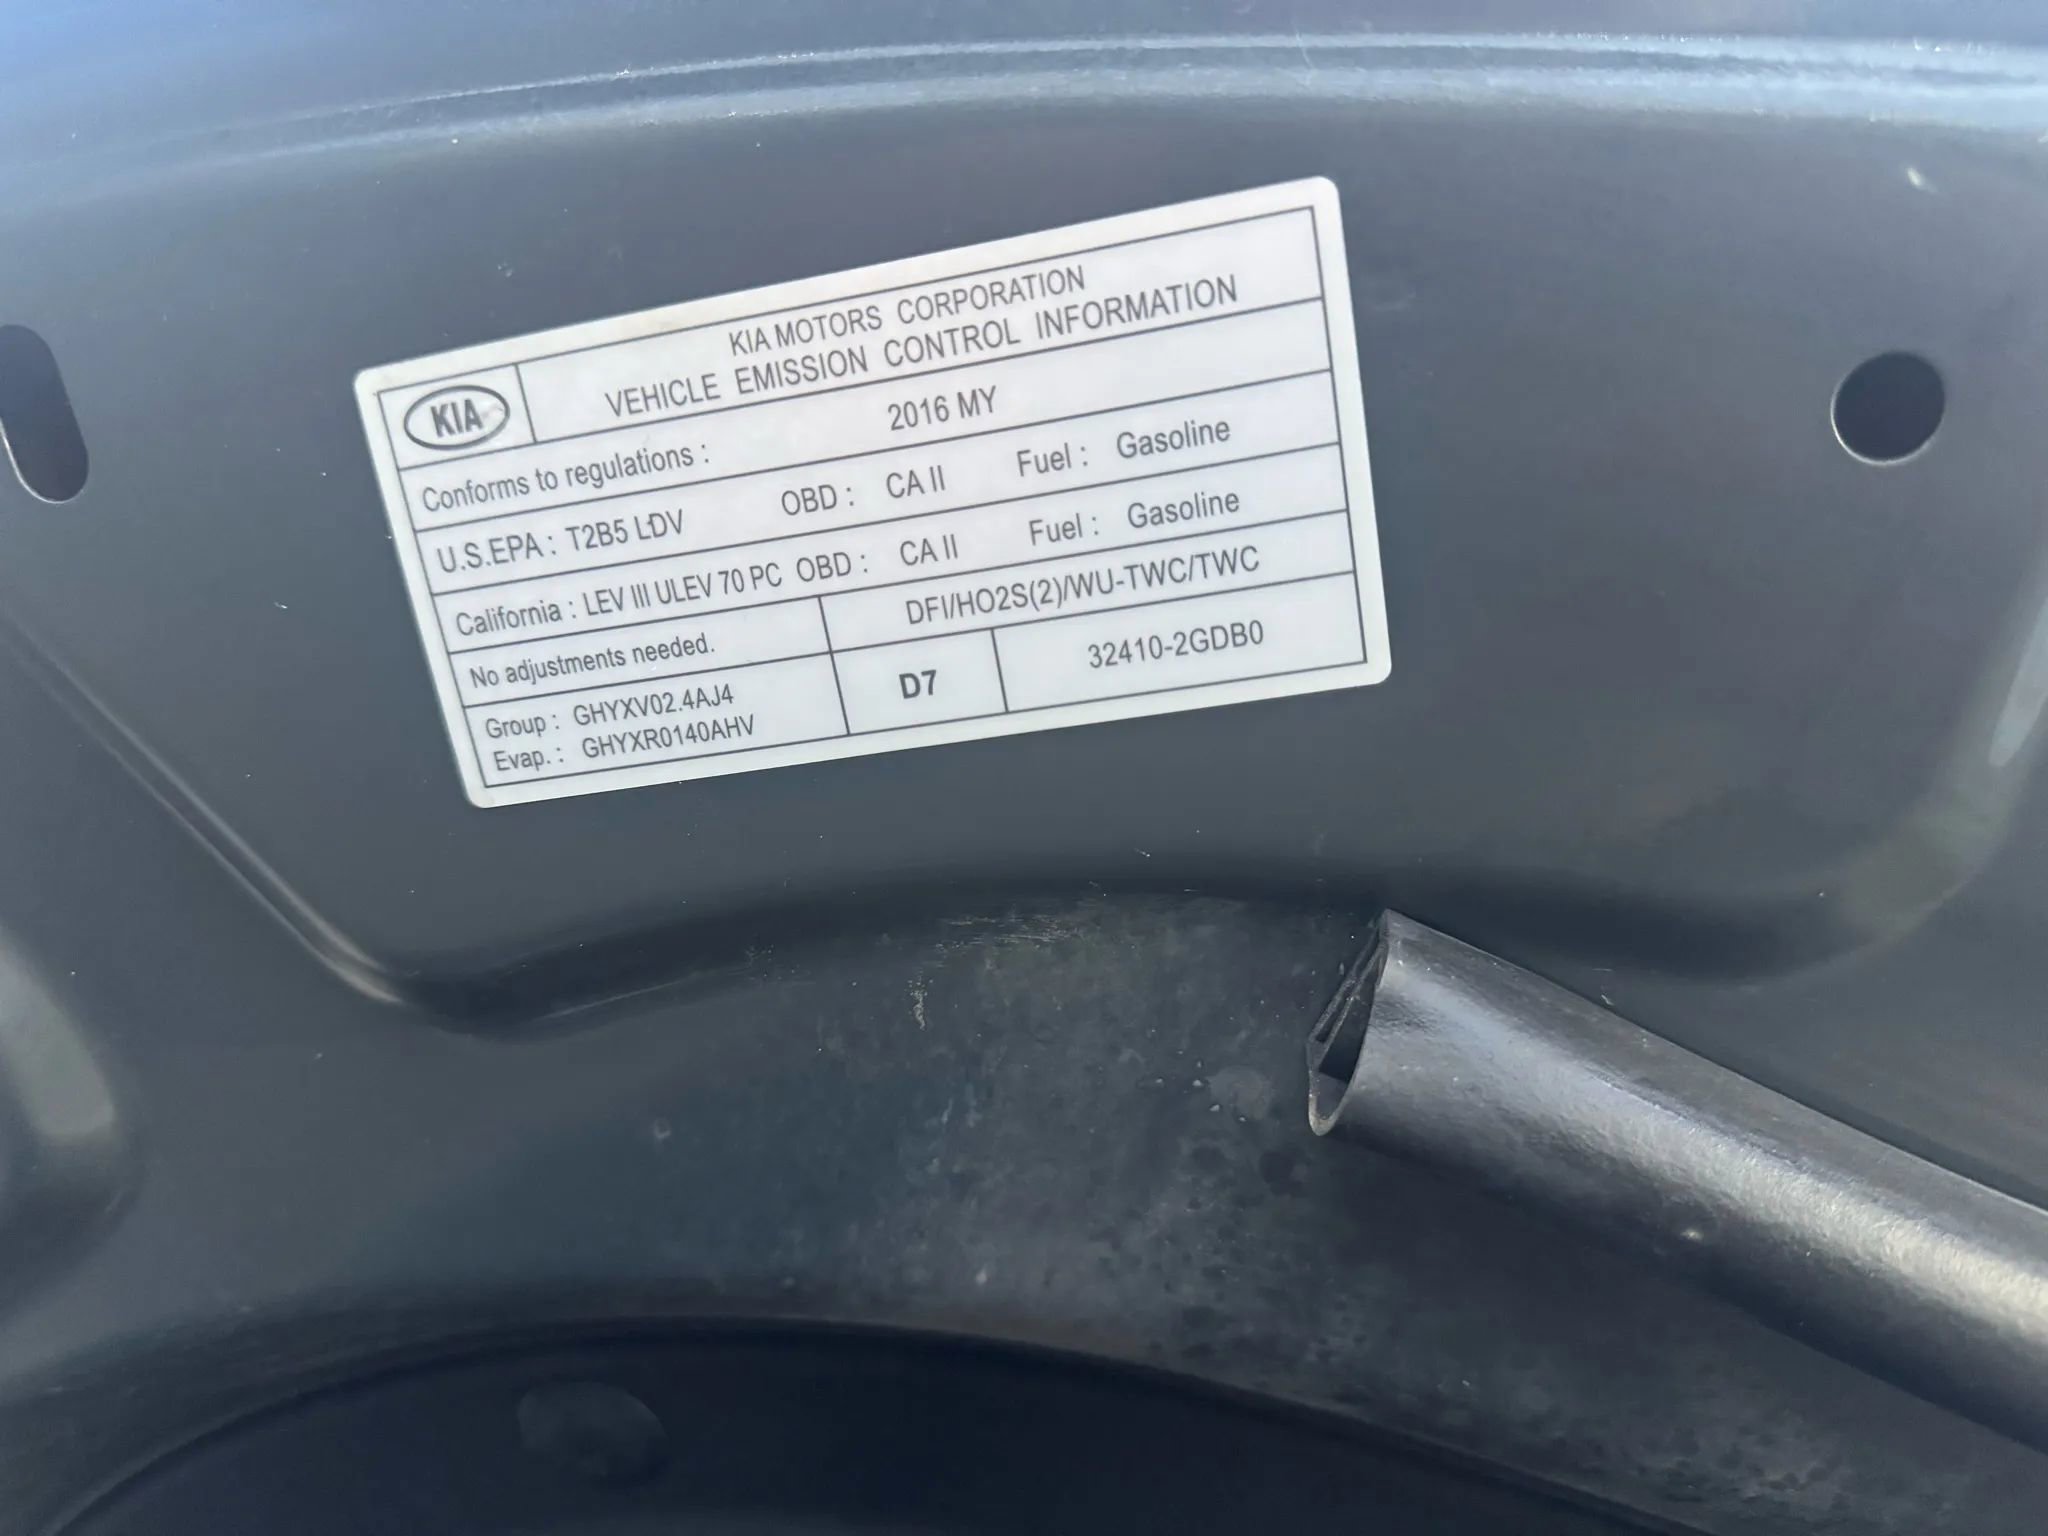 KIA MOTORS CORPORATION
KIA
VEHICLE EMISSION CONTROL INFORMATION
Conforms to regulations : 2016 MY
U.S.EPA : T2B5 LDV OBD : CA II Fuel : Gasoline
California : LEV III ULEV 70 PC OBD : CA II Fuel : Gasoline
No adjustments needed. DFI/HO2S(2)/WU-TWC/TWC
Group : GHYXV02.4AJ4
Evap. : GHYXR0140AHV
D7
32410-2GDB0